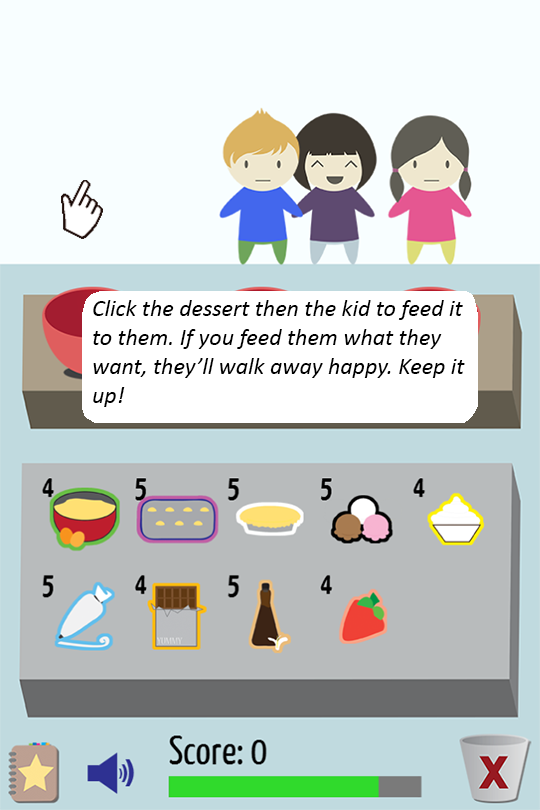 Click the dessert then the kid to feed it
to them. If you feed them what they
want, they’ll walk away happy. Keep it
up!
4 5 5 5 4
5 4 5 4
YUMMY
Score: 0
X